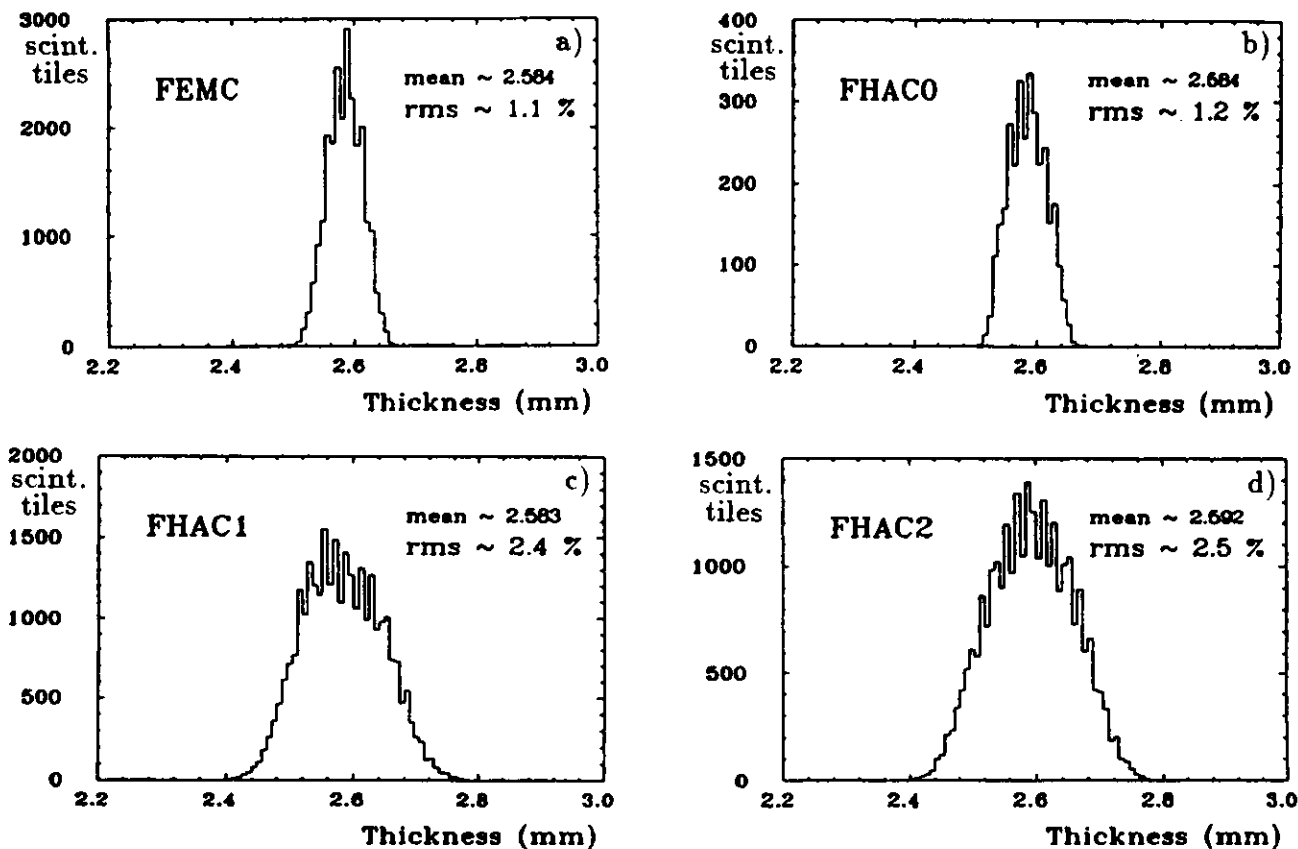 3000
scint.
tiles
2000
1000
0
a)
FEMC
mean ~ 2.584
rms ~ 1.1 %
2.2 2.4 2.6 2.8 3.0
Thickness (mm)
400
scint.
tiles
300
200
100
0
b)
FHAC0
mean ~ 2.584
rms ~ 1.2 %
2.2 2.4 2.6 2.8 3.0
Thickness (mm)
2000
scint.
tiles
1500
1000
500
0
c)
FHAC1
mean ~ 2.583
rms ~ 2.4 %
2.2 2.4 2.6 2.8 3.0
Thickness (mm)
1500
scint.
tiles
1000
500
0
d)
FHAC2
mean ~ 2.592
rms ~ 2.5 %
2.2 2.4 2.6 2.8 3.0
Thickness (mm)